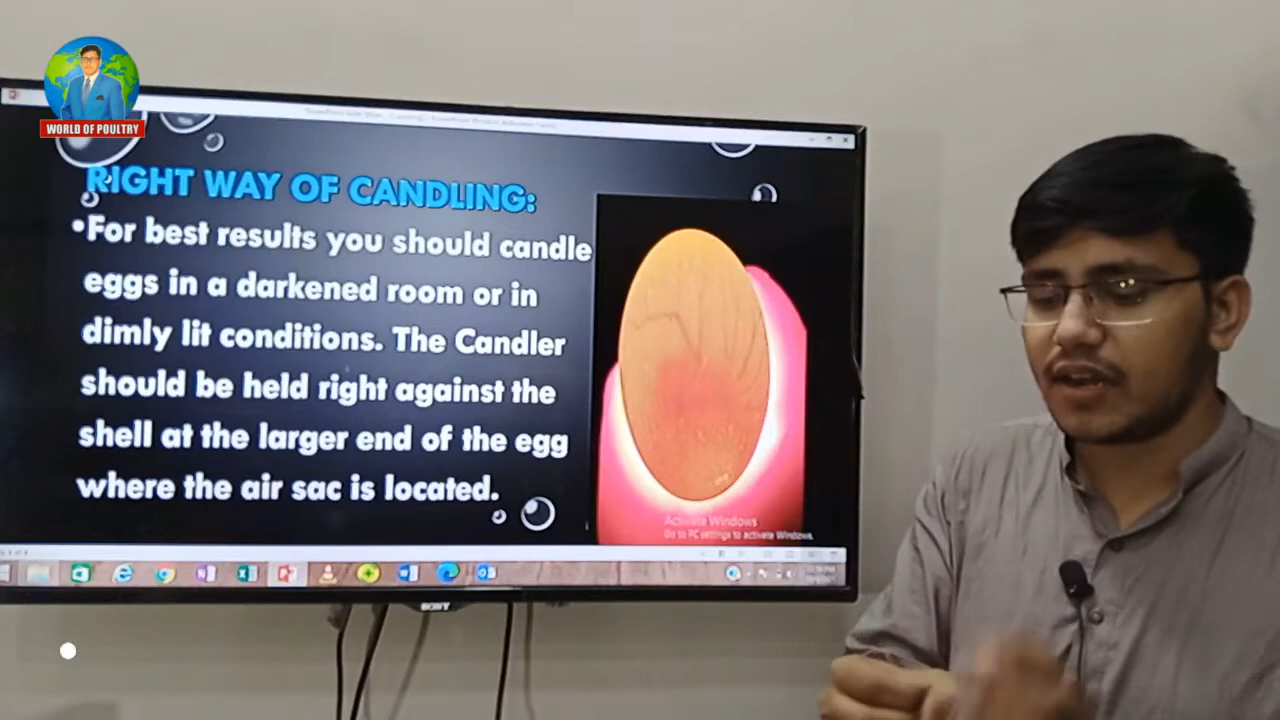 WORLD OF POULTRY
RIGHT WAY OF CANDLING:
•For best results you should candle
eggs in a darkened room or in
dimly lit conditions. The Candler
should be held right against the
shell at the larger end of the egg
where the air sac is located.
Activate Windows
Go to PC settings to activate Windows.
SONY